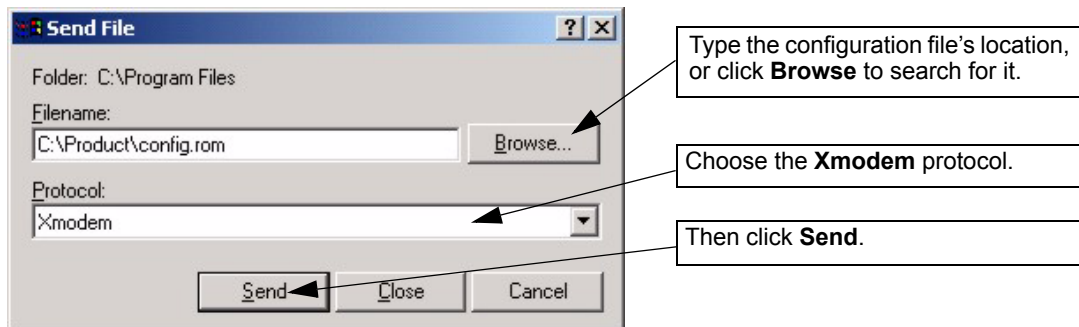 Send File
Folder: C:\Program Files
Filename:
C:\Product\config.rom
Browse...
Protocol:
Xmodem
Send
Close
Cancel
Type the configuration file's location,
or click Browse to search for it.
Choose the Xmodem protocol.
Then click Send.